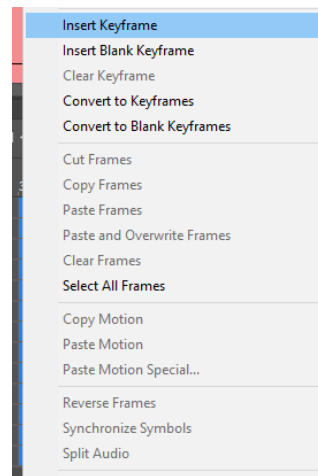 Insert Keyframe
Insert Blank Keyframe
Clear Keyframe
Convert to Keyframes
Convert to Blank Keyframes
Cut Frames
Copy Frames
Paste Frames
Paste and Overwrite Frames
Clear Frames
Select All Frames
Copy Motion
Paste Motion
Paste Motion Special...
Reverse Frames
Synchronize Symbols
Split Audio